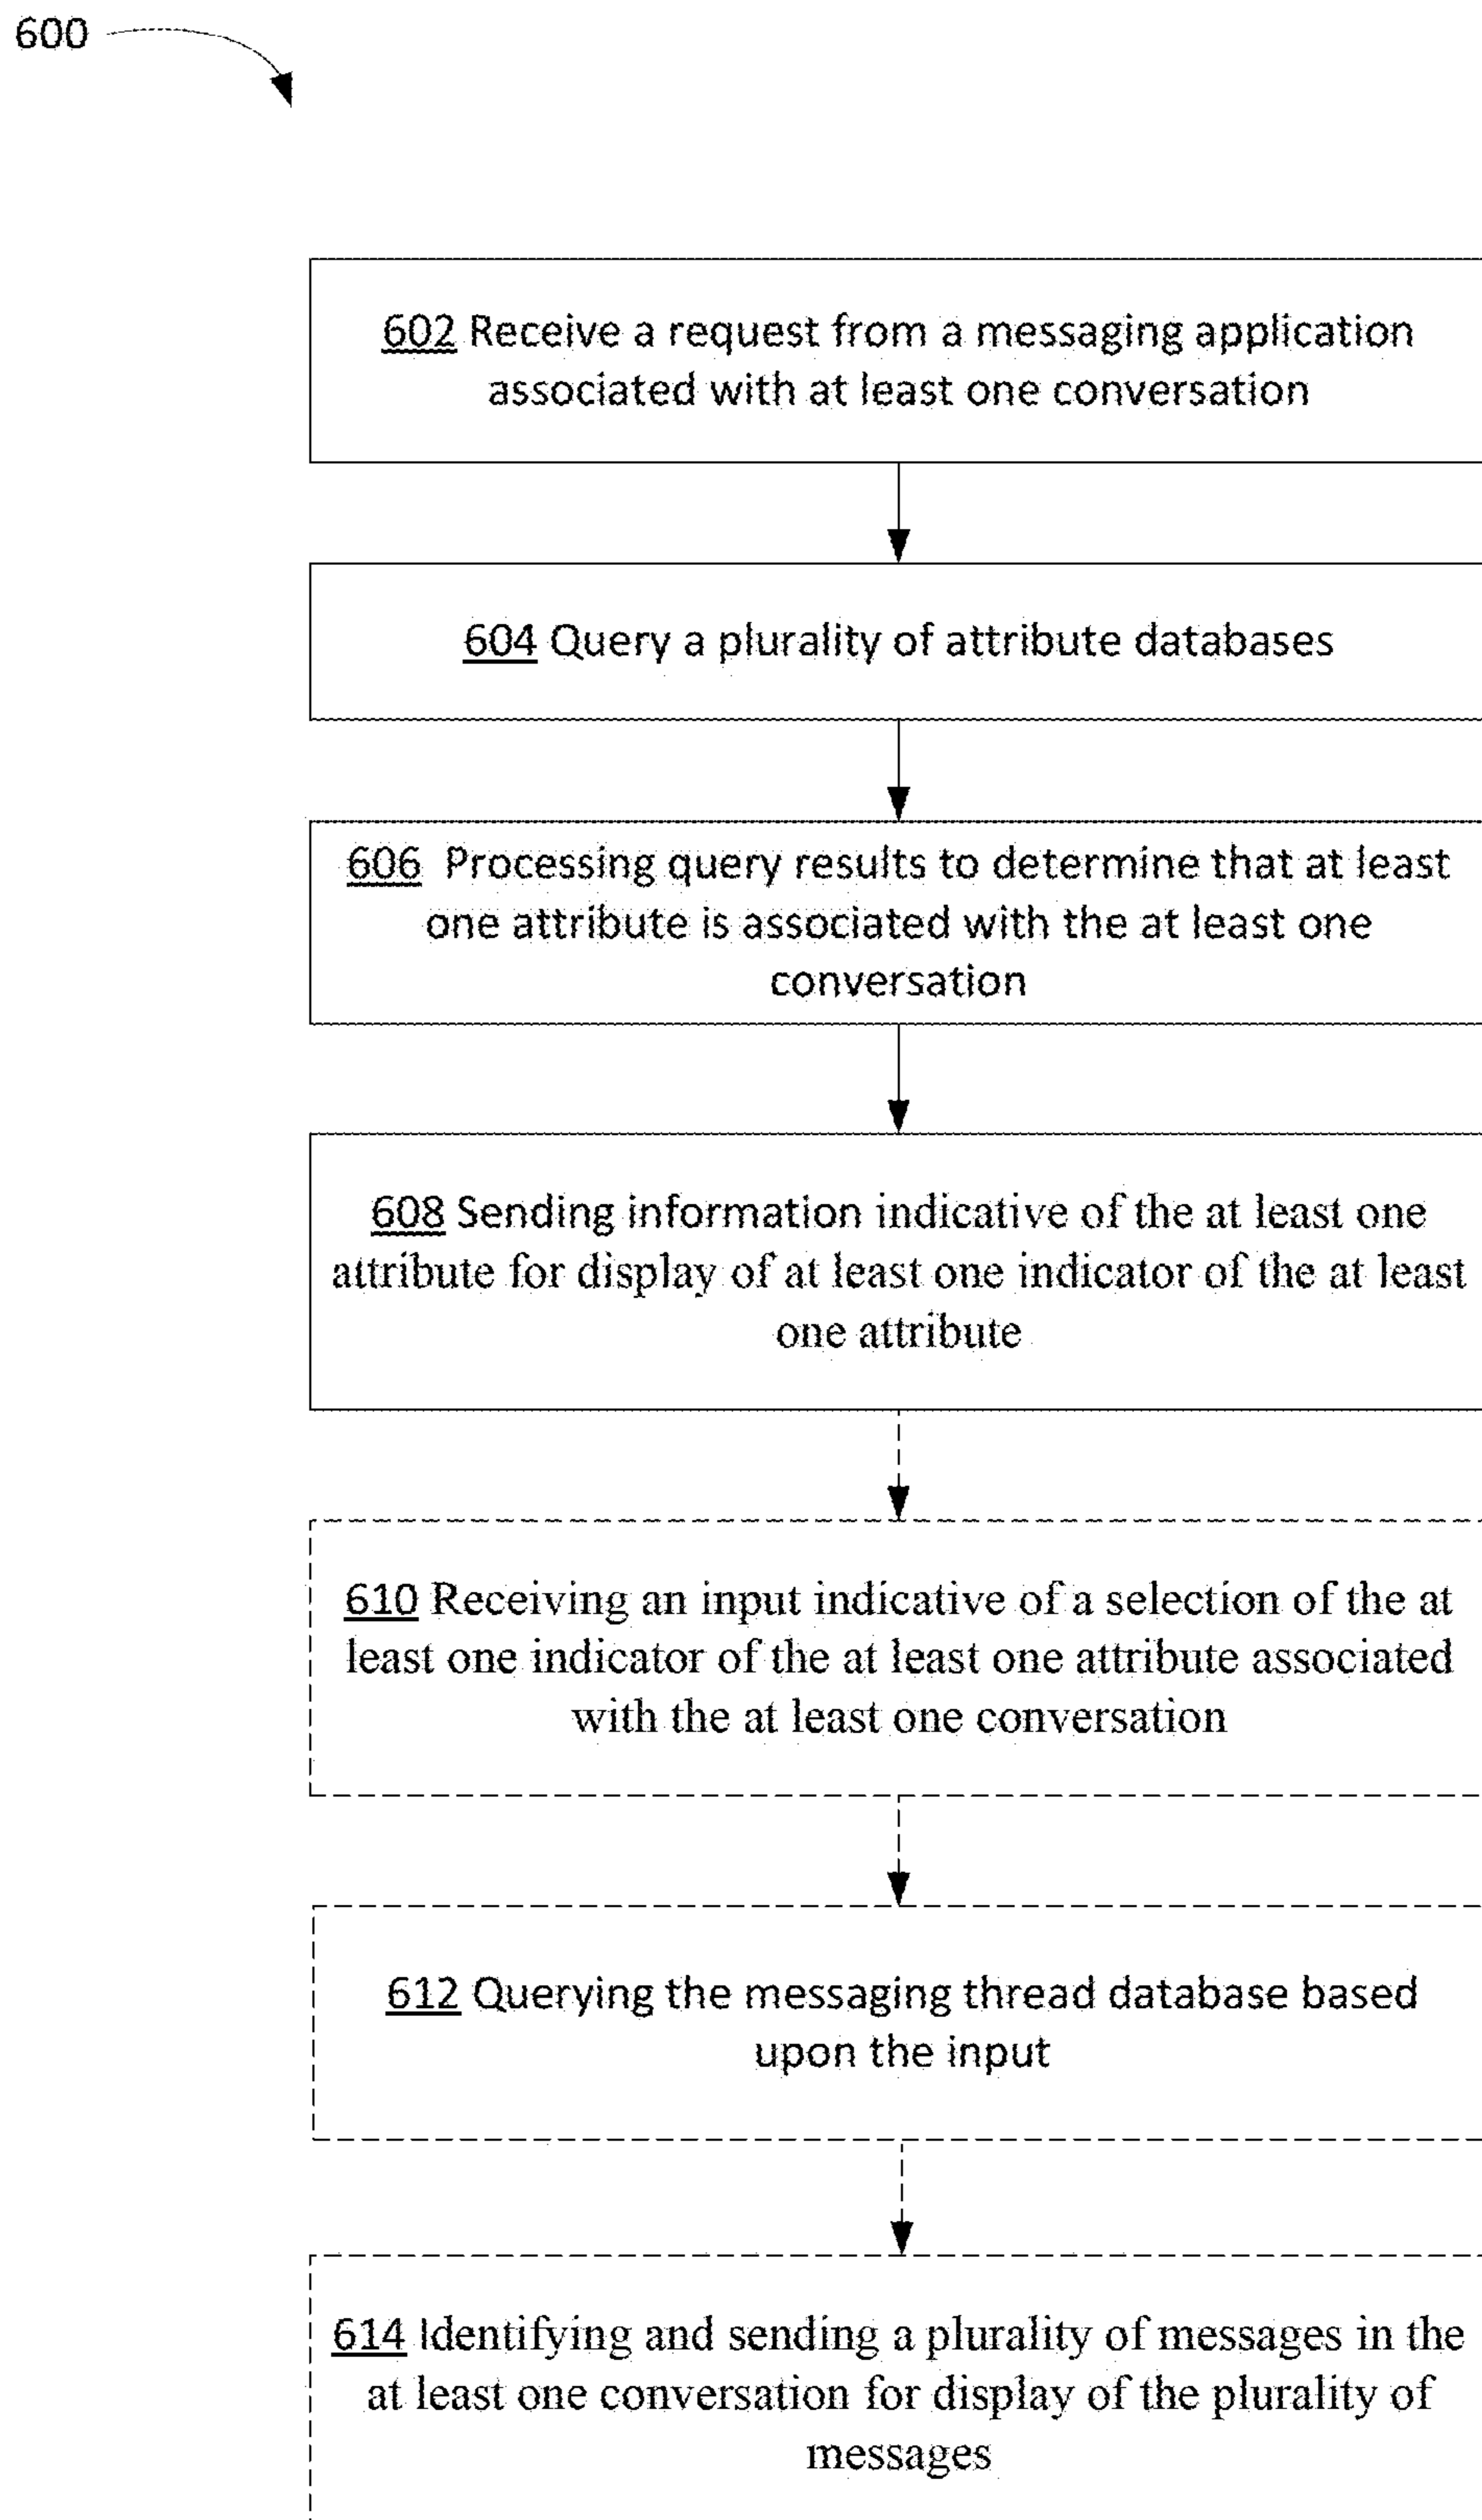 600
602 Receive a request from a messaging application
associated with at least one conversation
604 Query a plurality of attribute databases
606 Processing query results to determine that at least
one attribute is associated with the at least one
conversation
608 Sending information indicative of the at least one
attribute for display of at least one indicator of the at least
one attribute
610 Receiving an input indicative of a selection of the at
least one indicator of the at least one attribute associated
with the at least one conversation
612 Querying the messaging thread database based
upon the input
614 Identifying and sending a plurality of messages in the
at least one conversation for display of the plurality of
messages